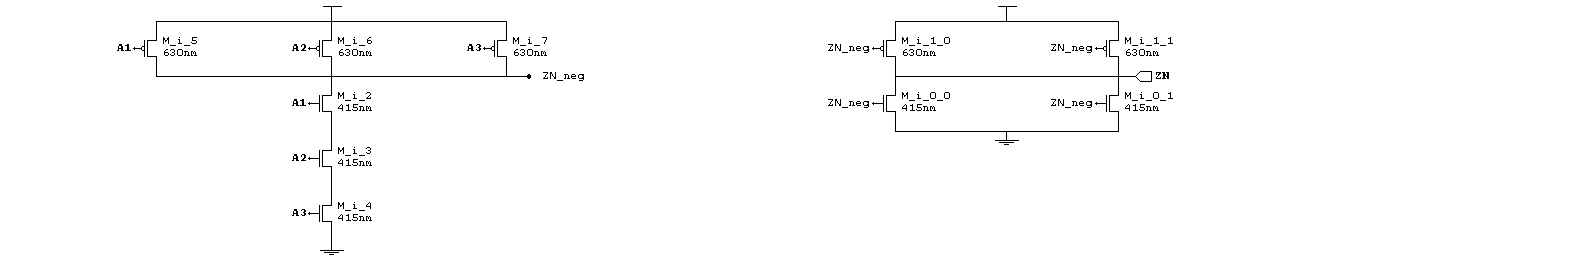 A1
M_i_5
630nm
A2
M_i_6
630nm
A3
M_i_7
630nm
ZN_neg
A1
M_i_2
415nm
A2
M_i_3
415nm
A3
M_i_4
415nm
ZN_neg
M_i_1_0
630nm
ZN_neg
M_i_1_1
630nm
ZN
ZN_neg
M_i_0_0
415nm
ZN_neg
M_i_0_1
415nm